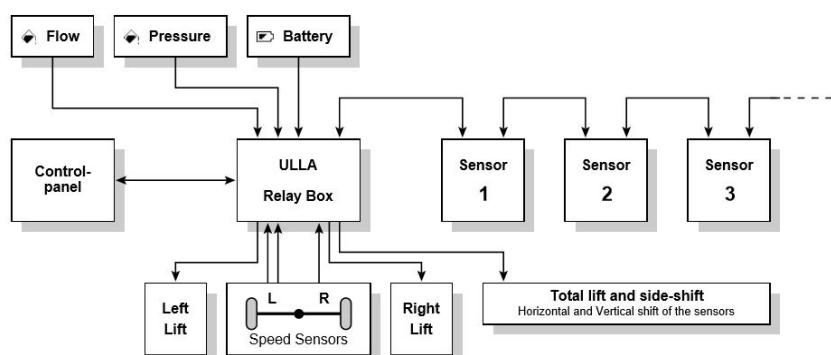 Flow
Pressure
Battery
Control-
panel
ULLA
Relay Box
Sensor
1
Sensor
2
Sensor
3
Left
Lift
L
R
Speed Sensors
Right
Lift
Total lift and side-shift
Horizontal and Vertical shift of the sensors